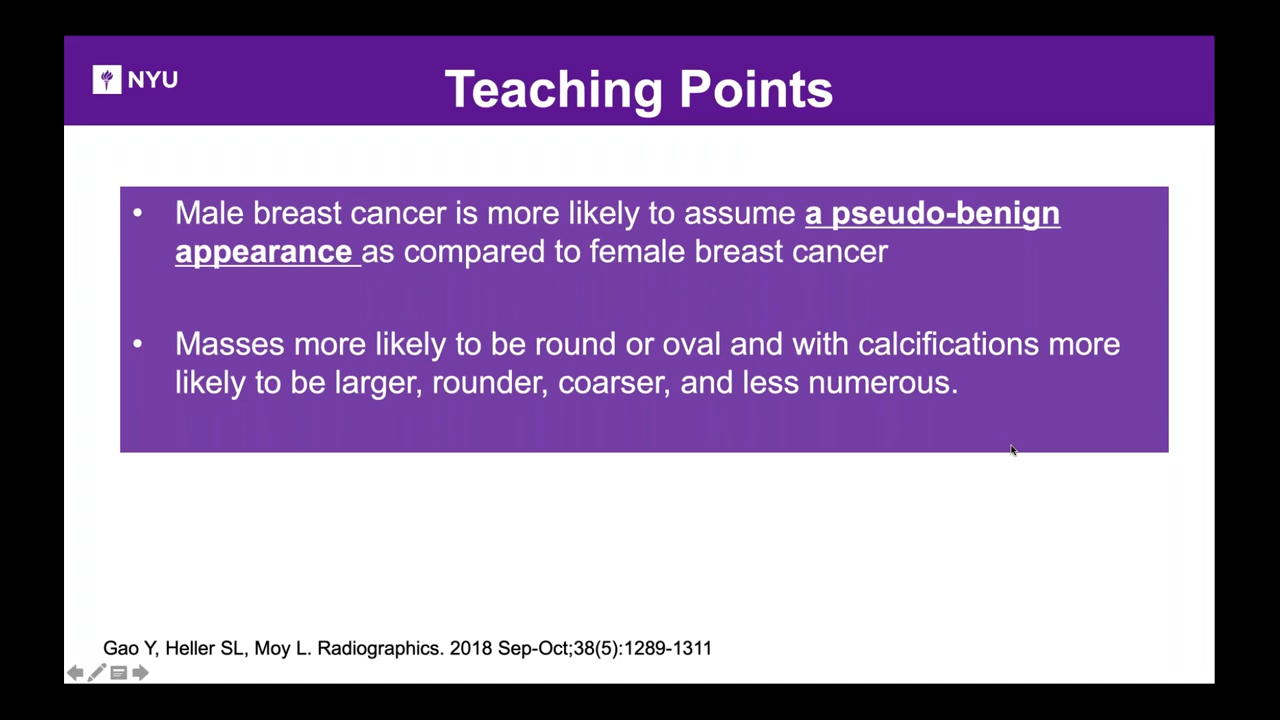 NYU
Teaching Points
• Male breast cancer is more likely to assume a pseudo-benign
appearance as compared to female breast cancer
• Masses more likely to be round or oval and with calcifications more
likely to be larger, rounder, coarser, and less numerous.
Gao Y, Heller SL, Moy L. Radiographics. 2018 Sep-Oct;38(5):1289-1311